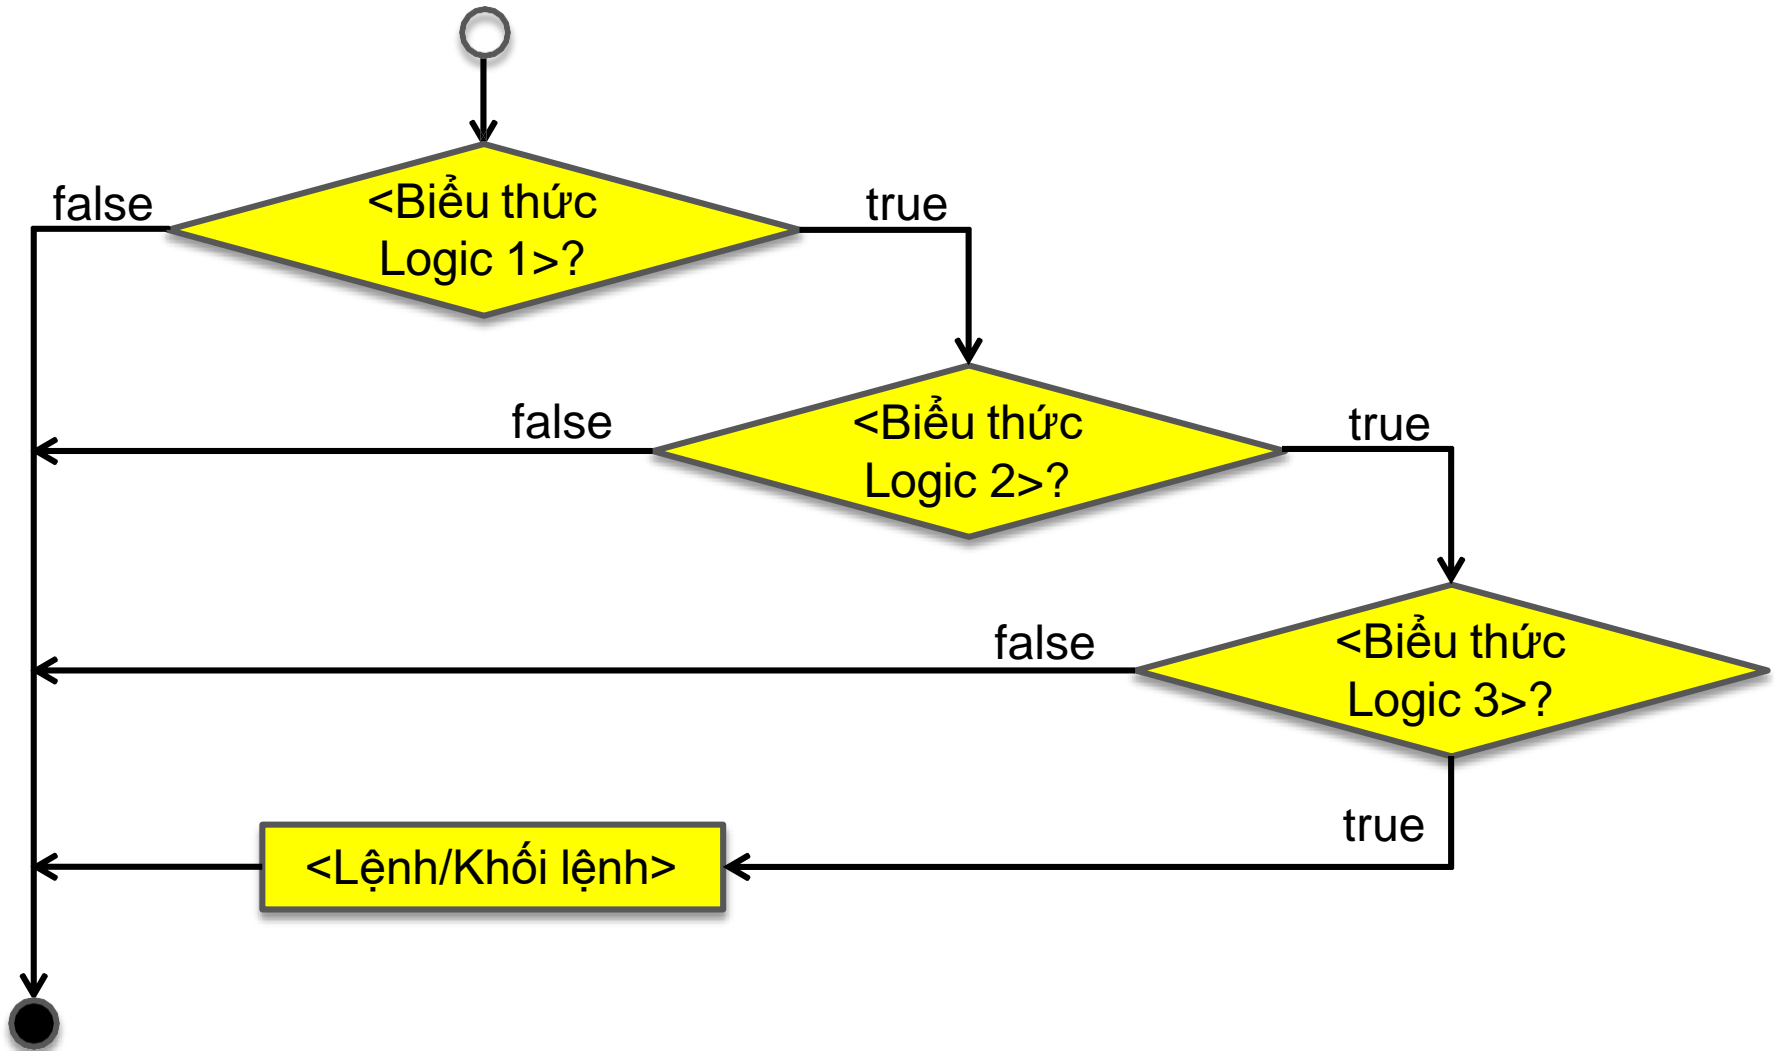 false
<Biểu thức
Logic 1>?
true
false
<Biểu thức
Logic 2>?
true
false
<Biểu thức
Logic 3>?
true
<Lệnh/Khối lệnh>